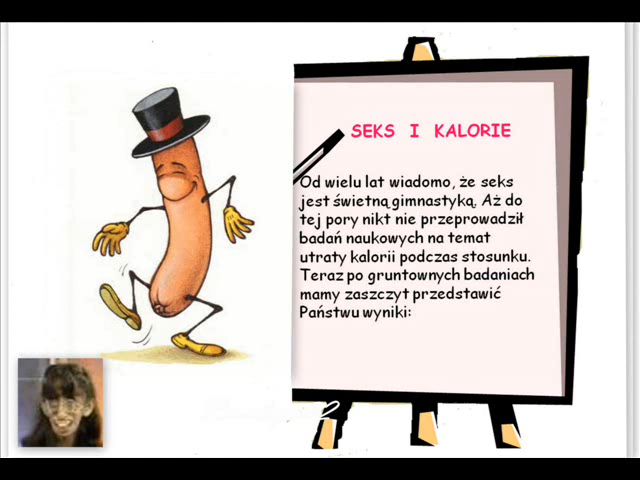 SEKS I KALORIE
Od wielu lat wiadomo, że seks
jest świetną gimnastyką. Aż do
tej pory nikt nie przeprowadził
badań naukowych na temat
utraty kalorii podczas stosunku.
Teraz po gruntownych badaniach
mamy zaszczyt przedstawić
Państwu wyniki: